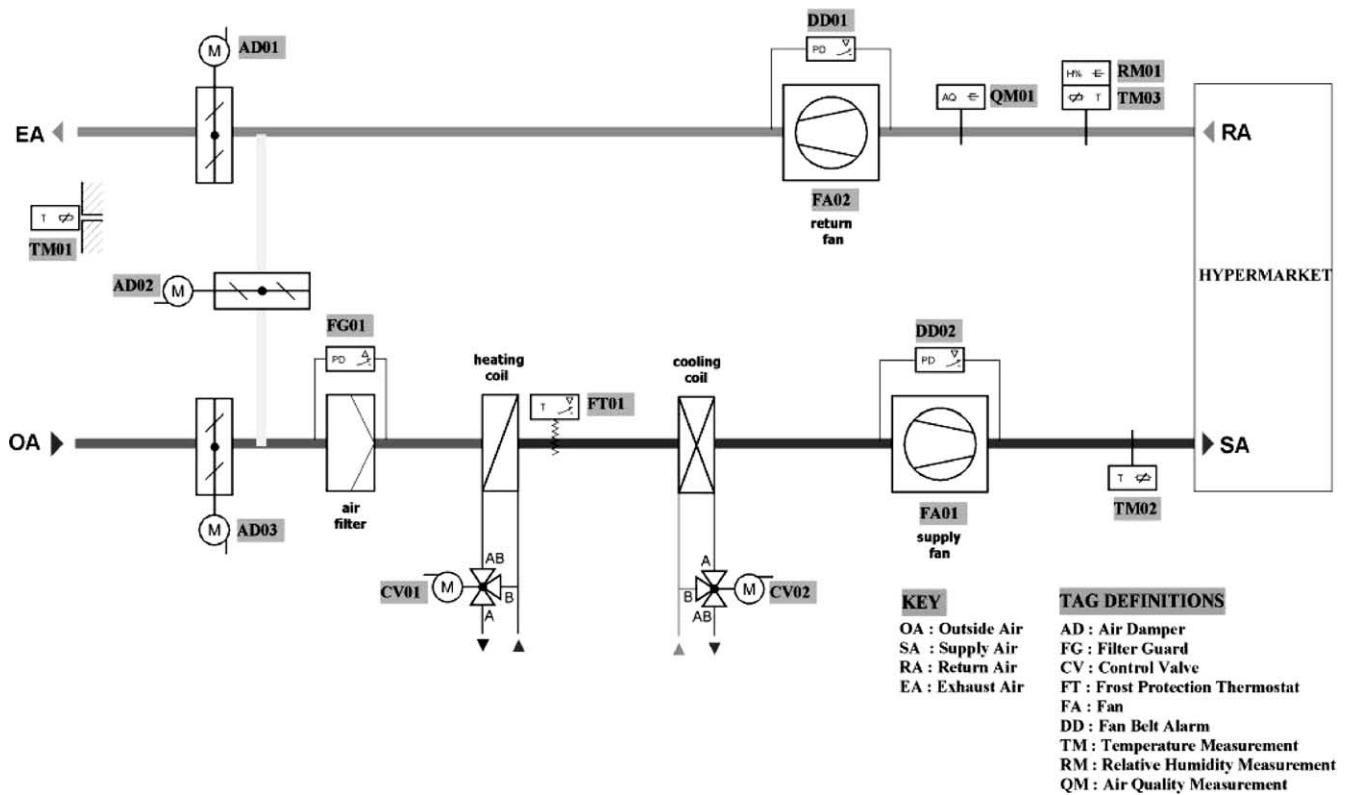 DD01
M
AD01
PD
H%
RM01
AQ
QM01
T
TM03
EA
RA
FA02
return
fan
T
TM01
AD02
M
HYPERMARKET
FG01
DD02
PD
heating
coil
cooling
coil
PD
T
FT01
OA
SA
T
air
filter
FA01
TM02
M
AD03
supply
fan
AB
A
CV01
M
B
B
M
CV02
A
AB
KEY
OA : Outside Air
SA : Supply Air
RA : Return Air
EA : Exhaust Air
TAG DEFINITIONS
AD : Air Damper
FG : Filter Guard
CV : Control Valve
FT : Frost Protection Thermostat
FA : Fan
DD : Fan Belt Alarm
TM : Temperature Measurement
RM : Relative Humidity Measurement
QM : Air Quality Measurement